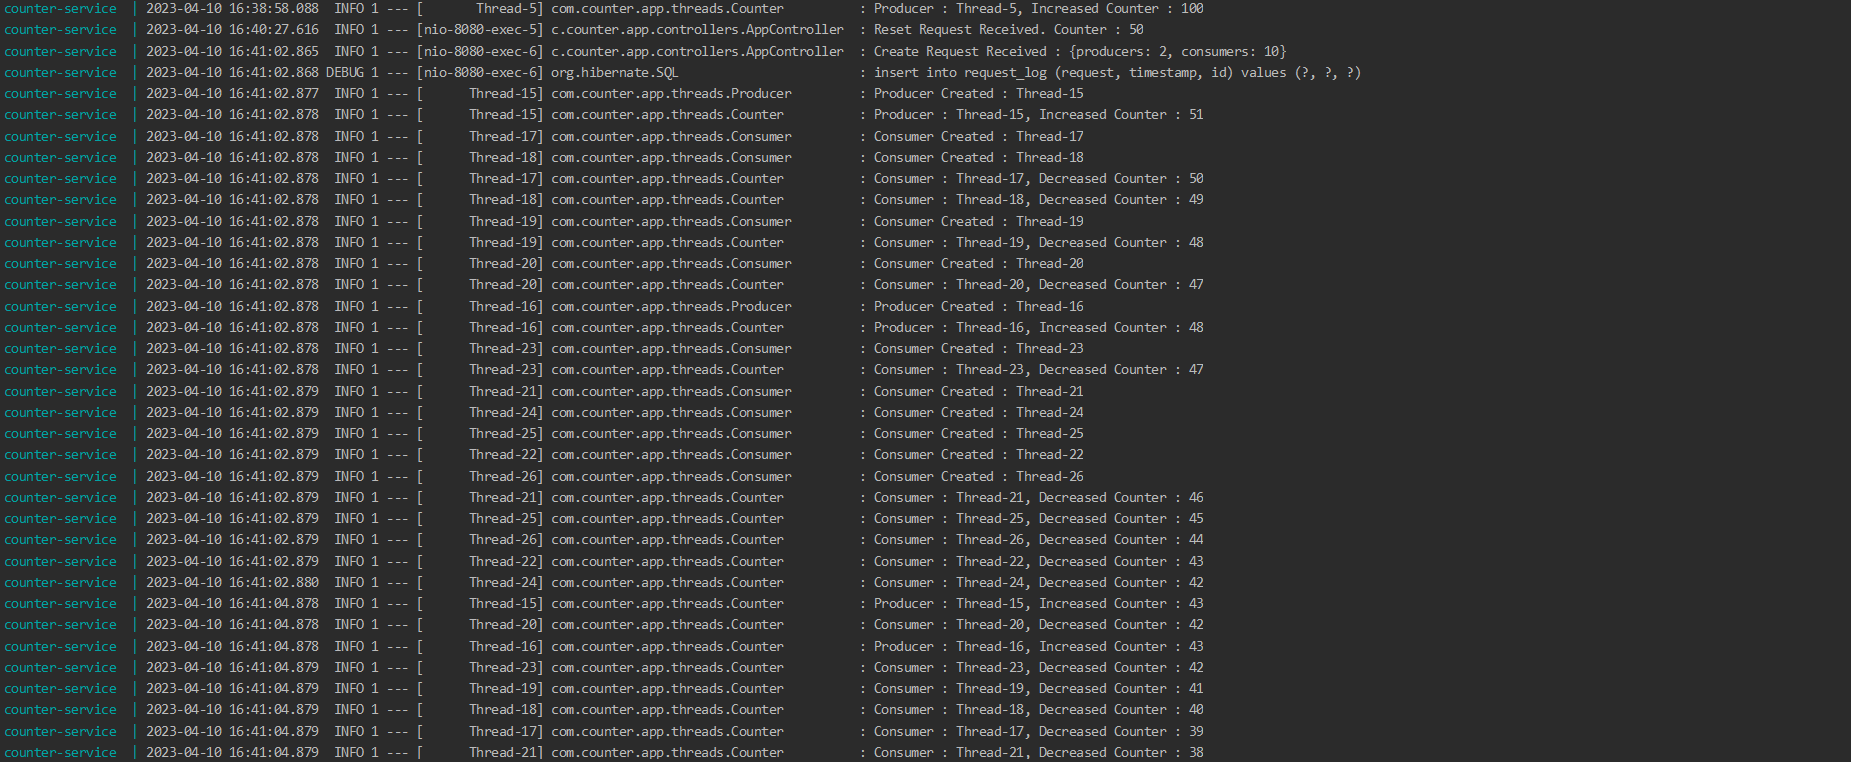 counter-service  | 2023-04-10 16:38:58.088  INFO 1 --- [       Thread-5] com.counter.app.threads.Counter          : Producer : Thread-5, Increased Counter : 100
counter-service  | 2023-04-10 16:40:27.616  INFO 1 --- [nio-8080-exec-5] c.counter.app.controllers.AppController  : Reset Request Received. Counter : 50
counter-service  | 2023-04-10 16:41:02.865  INFO 1 --- [nio-8080-exec-6] c.counter.app.controllers.AppController  : Create Request Received : {producers: 2, consumers: 10}
counter-service  | 2023-04-10 16:41:02.868 DEBUG 1 --- [nio-8080-exec-6] org.hibernate.SQL                        : insert into request_log (request, timestamp, id) values (?, ?, ?)
counter-service  | 2023-04-10 16:41:02.877  INFO 1 --- [      Thread-15] com.counter.app.threads.Producer         : Producer Created : Thread-15
counter-service  | 2023-04-10 16:41:02.878  INFO 1 --- [      Thread-15] com.counter.app.threads.Counter          : Producer : Thread-15, Increased Counter : 51
counter-service  | 2023-04-10 16:41:02.878  INFO 1 --- [      Thread-17] com.counter.app.threads.Consumer         : Consumer Created : Thread-17
counter-service  | 2023-04-10 16:41:02.878  INFO 1 --- [      Thread-18] com.counter.app.threads.Consumer         : Consumer Created : Thread-18
counter-service  | 2023-04-10 16:41:02.878  INFO 1 --- [      Thread-17] com.counter.app.threads.Counter          : Consumer : Thread-17, Decreased Counter : 50
counter-service  | 2023-04-10 16:41:02.878  INFO 1 --- [      Thread-18] com.counter.app.threads.Counter          : Consumer : Thread-18, Decreased Counter : 49
counter-service  | 2023-04-10 16:41:02.878  INFO 1 --- [      Thread-19] com.counter.app.threads.Consumer         : Consumer Created : Thread-19
counter-service  | 2023-04-10 16:41:02.878  INFO 1 --- [      Thread-19] com.counter.app.threads.Counter          : Consumer : Thread-19, Decreased Counter : 48
counter-service  | 2023-04-10 16:41:02.878  INFO 1 --- [      Thread-20] com.counter.app.threads.Consumer         : Consumer Created : Thread-20
counter-service  | 2023-04-10 16:41:02.878  INFO 1 --- [      Thread-20] com.counter.app.threads.Counter          : Consumer : Thread-20, Decreased Counter : 47
counter-service  | 2023-04-10 16:41:02.878  INFO 1 --- [      Thread-16] com.counter.app.threads.Producer         : Producer Created : Thread-16
counter-service  | 2023-04-10 16:41:02.878  INFO 1 --- [      Thread-16] com.counter.app.threads.Counter          : Producer : Thread-16, Increased Counter : 48
counter-service  | 2023-04-10 16:41:02.878  INFO 1 --- [      Thread-23] com.counter.app.threads.Consumer         : Consumer Created : Thread-23
counter-service  | 2023-04-10 16:41:02.878  INFO 1 --- [      Thread-23] com.counter.app.threads.Counter          : Consumer : Thread-23, Decreased Counter : 47
counter-service  | 2023-04-10 16:41:02.879  INFO 1 --- [      Thread-21] com.counter.app.threads.Consumer         : Consumer Created : Thread-21
counter-service  | 2023-04-10 16:41:02.879  INFO 1 --- [      Thread-24] com.counter.app.threads.Consumer         : Consumer Created : Thread-24
counter-service  | 2023-04-10 16:41:02.879  INFO 1 --- [      Thread-25] com.counter.app.threads.Consumer         : Consumer Created : Thread-25
counter-service  | 2023-04-10 16:41:02.879  INFO 1 --- [      Thread-22] com.counter.app.threads.Consumer         : Consumer Created : Thread-22
counter-service  | 2023-04-10 16:41:02.879  INFO 1 --- [      Thread-26] com.counter.app.threads.Consumer         : Consumer Created : Thread-26
counter-service  | 2023-04-10 16:41:02.879  INFO 1 --- [      Thread-21] com.counter.app.threads.Counter          : Consumer : Thread-21, Decreased Counter : 46
counter-service  | 2023-04-10 16:41:02.879  INFO 1 --- [      Thread-25] com.counter.app.threads.Counter          : Consumer : Thread-25, Decreased Counter : 45
counter-service  | 2023-04-10 16:41:02.879  INFO 1 --- [      Thread-26] com.counter.app.threads.Counter          : Consumer : Thread-26, Decreased Counter : 44
counter-service  | 2023-04-10 16:41:02.879  INFO 1 --- [      Thread-22] com.counter.app.threads.Counter          : Consumer : Thread-22, Decreased Counter : 43
counter-service  | 2023-04-10 16:41:02.880  INFO 1 --- [      Thread-24] com.counter.app.threads.Counter          : Consumer : Thread-24, Decreased Counter : 42
counter-service  | 2023-04-10 16:41:04.878  INFO 1 --- [      Thread-15] com.counter.app.threads.Counter          : Producer : Thread-15, Increased Counter : 43
counter-service  | 2023-04-10 16:41:04.878  INFO 1 --- [      Thread-20] com.counter.app.threads.Counter          : Consumer : Thread-20, Decreased Counter : 42
counter-service  | 2023-04-10 16:41:04.878  INFO 1 --- [      Thread-16] com.counter.app.threads.Counter          : Producer : Thread-16, Increased Counter : 43
counter-service  | 2023-04-10 16:41:04.879  INFO 1 --- [      Thread-23] com.counter.app.threads.Counter          : Consumer : Thread-23, Decreased Counter : 42
counter-service  | 2023-04-10 16:41:04.879  INFO 1 --- [      Thread-19] com.counter.app.threads.Counter          : Consumer : Thread-19, Decreased Counter : 41
counter-service  | 2023-04-10 16:41:04.879  INFO 1 --- [      Thread-18] com.counter.app.threads.Counter          : Consumer : Thread-18, Decreased Counter : 40
counter-service  | 2023-04-10 16:41:04.879  INFO 1 --- [      Thread-17] com.counter.app.threads.Counter          : Consumer : Thread-17, Decreased Counter : 39
counter-service  | 2023-04-10 16:41:04.879  INFO 1 --- [      Thread-21] com.counter.app.threads.Counter          : Consumer : Thread-21, Decreased Counter : 38